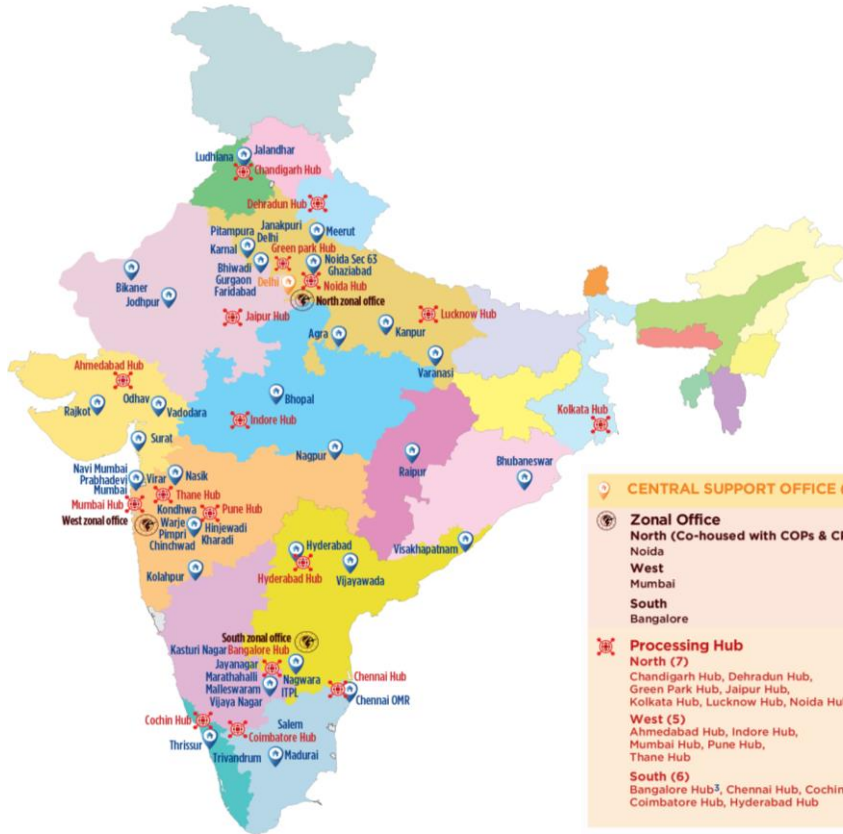 Ludhiana
Jalandhar
Chandigarh Hub
Dehradun Hub
Janakpuri
Pitampura
Delhi
Meerut
Karnal
Green park Hub
Bhiwadi
Noida Sec 63
Gurgaon
Delhi
Ghaziabad
Faridabad
Noida Hub
North zonal office
Bikaner
Jodhpur
Jaipur Hub
Lucknow Hub
Agra
Kanpur
Varanasi
Ahmedabad Hub
Odhav
Rajkot
Vadodara
Bhopal
Indore Hub
Kolkata Hub
Surat
Nagpur
Raipur
Bhubaneswar
Navi Mumbai
Prabhadevi
Virar
Nasik
Mumbai
Thane Hub
Mumbai Hub
Kondhwa
Pune Hub
West zonal office
Warje
Hinjewadi
Pimpri
Kharadi
Chinchwad
Kolahpur
Hyderabad
Hyderabad Hub
Vijayawada
Visakhapatnam
South zonal office
Kasturi Nagar
Bangalore Hub
Jayanagar
Marathahalli
Nagwara
Malleswaram
ITPL
Vijaya Nagar
Chennai Hub
Chennai OMR
Cochin Hub
Salem
Coimbatore Hub
Thrissur
Trivandrum
Madurai
CENTRAL SUPPORT OFFICE (
Zonal Office
North (Co-housed with COPs &
Noida
West
Mumbai
South
Bangalore
Processing Hub
North (7)
Chandigarh Hub, Dehradun Hub,
Green Park Hub, Jaipur Hub,
Kolkata Hub, Lucknow Hub, Noida
West (5)
Ahmedabad Hub, Indore Hub,
Mumbai Hub, Pune Hub,
Thane Hub
South (6)
Bangalore Hub³, Chennai Hub, Cochin
Coimbatore Hub, Hyderabad Hub